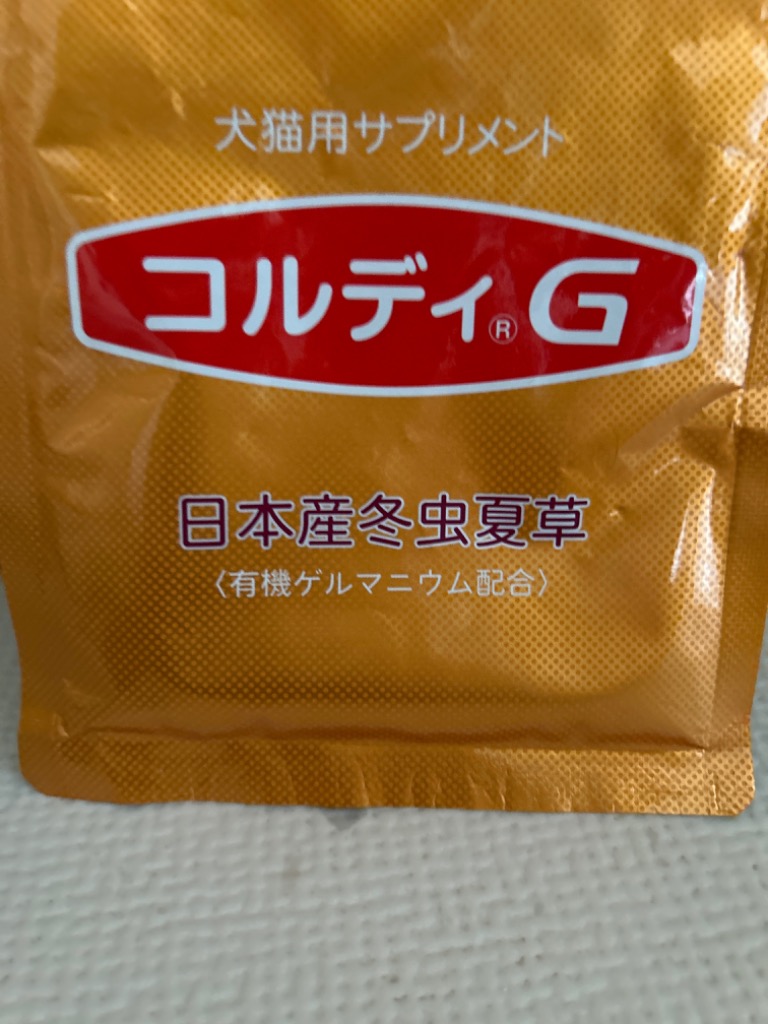 犬猫用サプリメント
コルディ®G
日本産冬虫夏草
〈有機ゲルマニウム配合〉